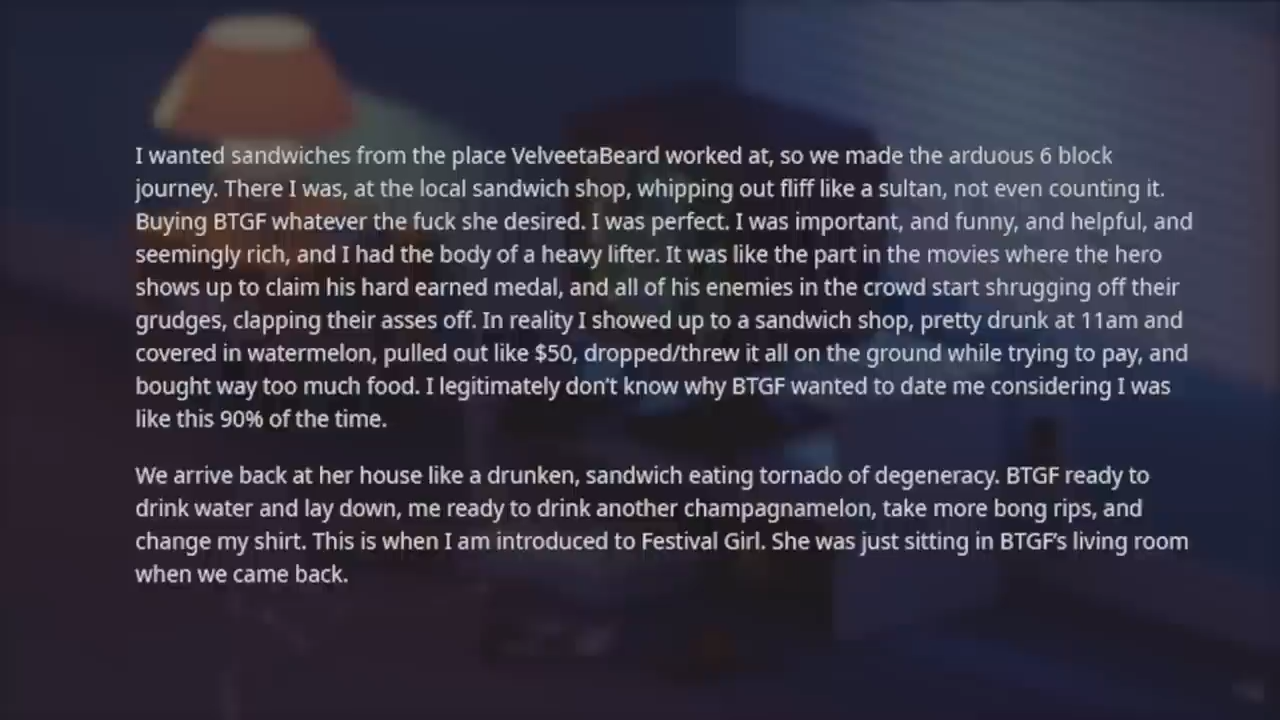 I wanted sandwiches from the place VelveetaBeard worked at, so we made the arduous 6 block
journey. There I was, at the local sandwich shop, whipping out fliff like a sultan, not even counting it.
Buying BTGF whatever the fuck she desired. I was perfect. I was important, and funny, and helpful, and
seemingly rich, and I had the body of a heavy lifter. It was like the part in the movies where the hero
shows up to claim his hard earned medal, and all of his enemies in the crowd start shrugging off their
grudges, clapping their asses off. In reality I showed up to a sandwich shop, pretty drunk at 11am and
covered in watermelon, pulled out like $50, dropped/threw it all on the ground while trying to pay, and
bought way too much food. I legitimately don't know why BTGF wanted to date me considering I was
like this 90% of the time.
We arrive back at her house like a drunken, sandwich eating tornado of degeneracy. BTGF ready to
drink water and lay down, me ready to drink another champagnamelon, take more bong rips, and
change my shirt. This is when I am introduced to Festival Girl. She was just sitting in BTGF's living room
when we came back.